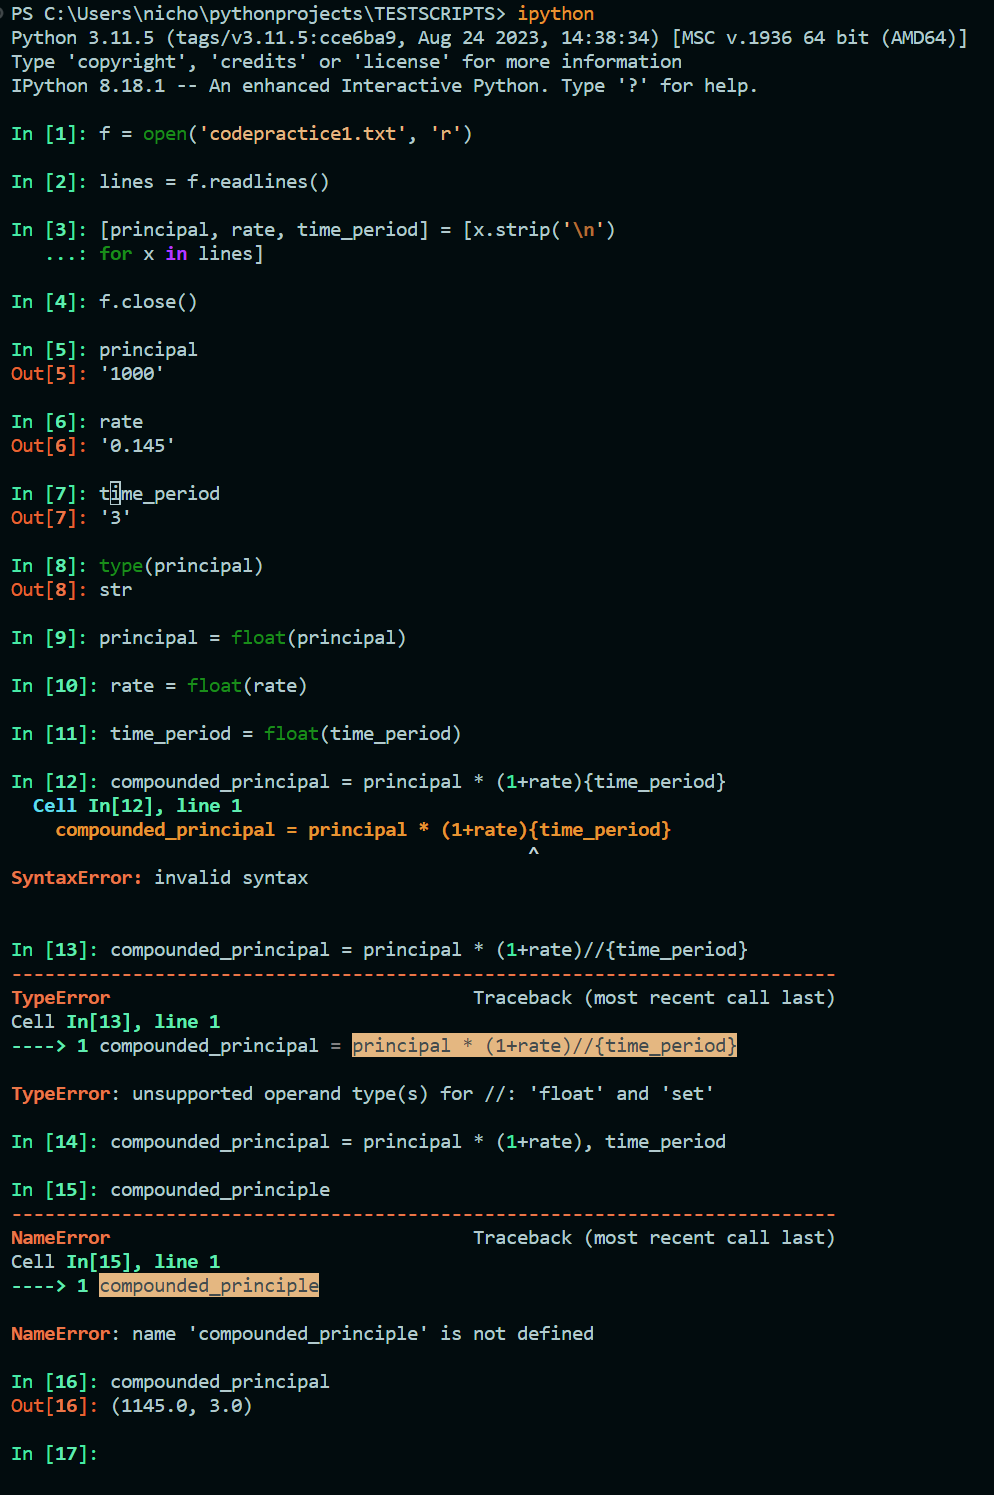 PS C:\Users\nicho\pythonprojects\TESTSCRIPTS> ipython
Python 3.11.5 (tags/v3.11.5:cce6ba9, Aug 24 2023, 14:38:34) [MSC v.1936 64 bit (AMD64)]
Type 'copyright', 'credits' or 'license' for more information
IPython 8.18.1 -- An enhanced Interactive Python. Type '?' for help.

In [1]: f = open('codepractice1.txt', 'r')

In [2]: lines = f.readlines()

In [3]: [principal, rate, time_period] = [x.strip('\n')
   ...: for x in lines]

In [4]: f.close()

In [5]: principal
Out[5]: '1000'

In [6]: rate
Out[6]: '0.145'

In [7]: time_period
Out[7]: '3'

In [8]: type(principal)
Out[8]: str

In [9]: principal = float(principal)

In [10]: rate = float(rate)

In [11]: time_period = float(time_period)

In [12]: compounded_principal = principal * (1+rate){time_period}
  Cell In[12], line 1
    compounded_principal = principal * (1+rate){time_period}
                                               ^
SyntaxError: invalid syntax


In [13]: compounded_principal = principal * (1+rate)//{time_period}
---------------------------------------------------------------------------
TypeError                                 Traceback (most recent call last)
Cell In[13], line 1
----> 1 compounded_principal = principal * (1+rate)//{time_period}

TypeError: unsupported operand type(s) for //: 'float' and 'set'

In [14]: compounded_principal = principal * (1+rate), time_period

In [15]: compounded_principle
---------------------------------------------------------------------------
NameError                                 Traceback (most recent call last)
Cell In[15], line 1
----> 1 compounded_principle

NameError: name 'compounded_principle' is not defined

In [16]: compounded_principal
Out[16]: (1145.0, 3.0)

In [17]: